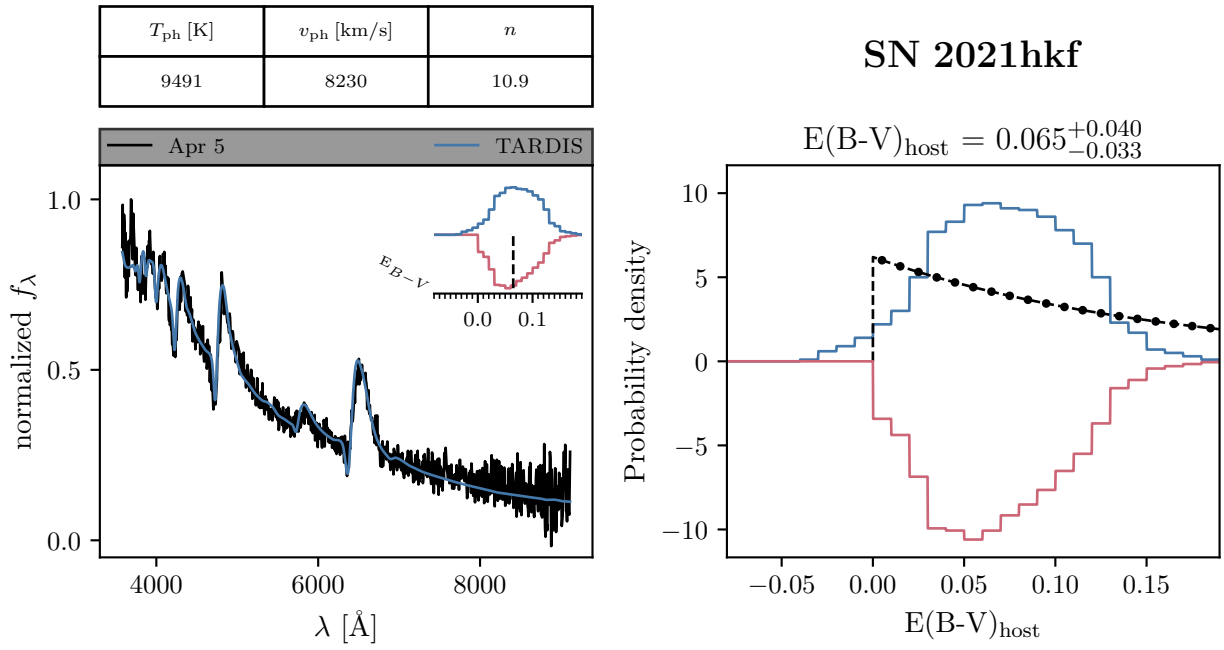 T_ph [K] v_ph [km/s] n
9491 8230 10.9
SN 2021hkf
Apr 5 TARDIS
E(B-V)_host = 0.065^{+0.040}_{−0.033}
1.0
0.5
0.0
normalized f_λ
4000 6000 8000
λ [Å]
E_{B−V}
0.0 0.1
10
5
0
−5
−10
Probability density
−0.05 0.00 0.05 0.10 0.15
E(B-V)_host